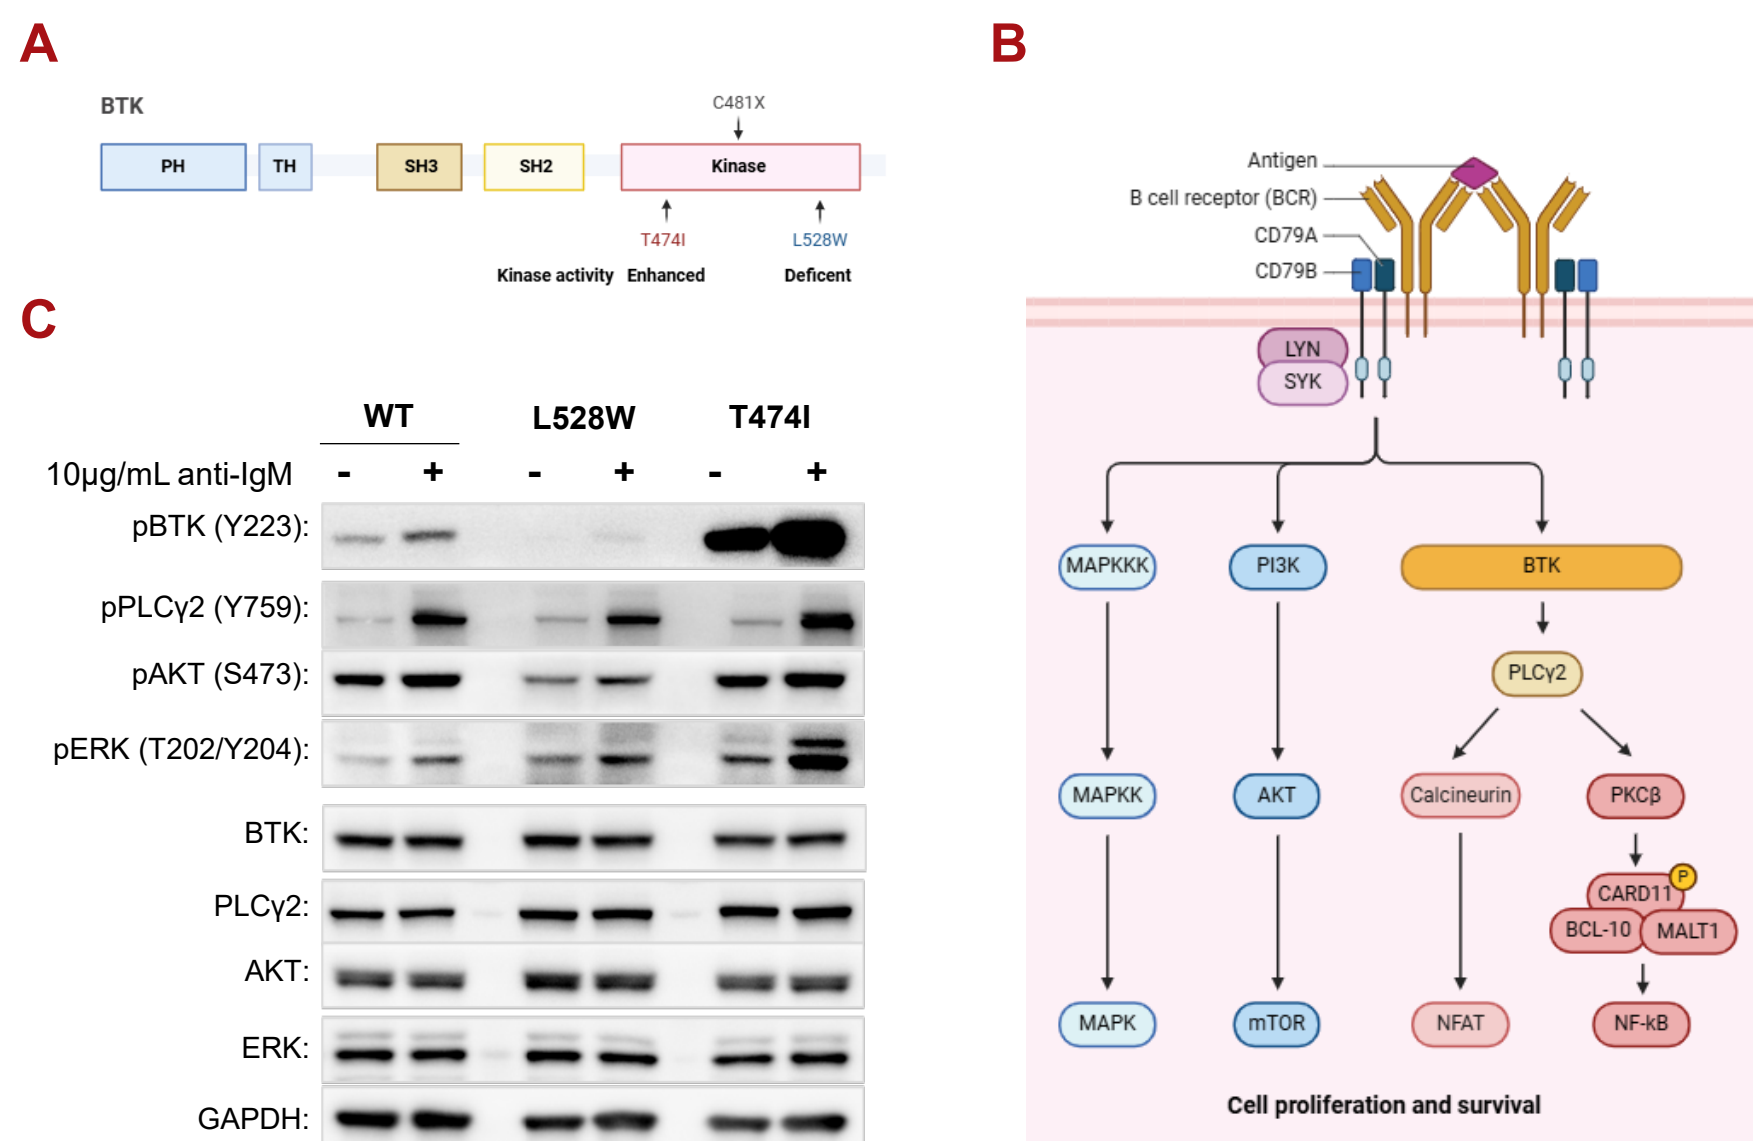 A
BTK
C481X
PH
TH
SH3
SH2
Kinase
T474I
L528W
Kinase activity
Enhanced
Deficent
B
Antigen
B cell receptor (BCR)
CD79A
CD79B
LYN
SYK
MAPKKK
PI3K
BTK
PLCγ2
MAPKK
AKT
Calcineurin
PKCβ
P
CARD11
BCL-10
MALT1
MAPK
mTOR
NFAT
NF-kB
Cell proliferation and survival
C
WT
L528W
T474I
10μg/mL anti-IgM
- + - + - +
pBTK (Y223):
pPLCγ2 (Y759):
pAKT (S473):
pERK (T202/Y204):
BTK:
PLCγ2:
AKT:
ERK:
GAPDH: